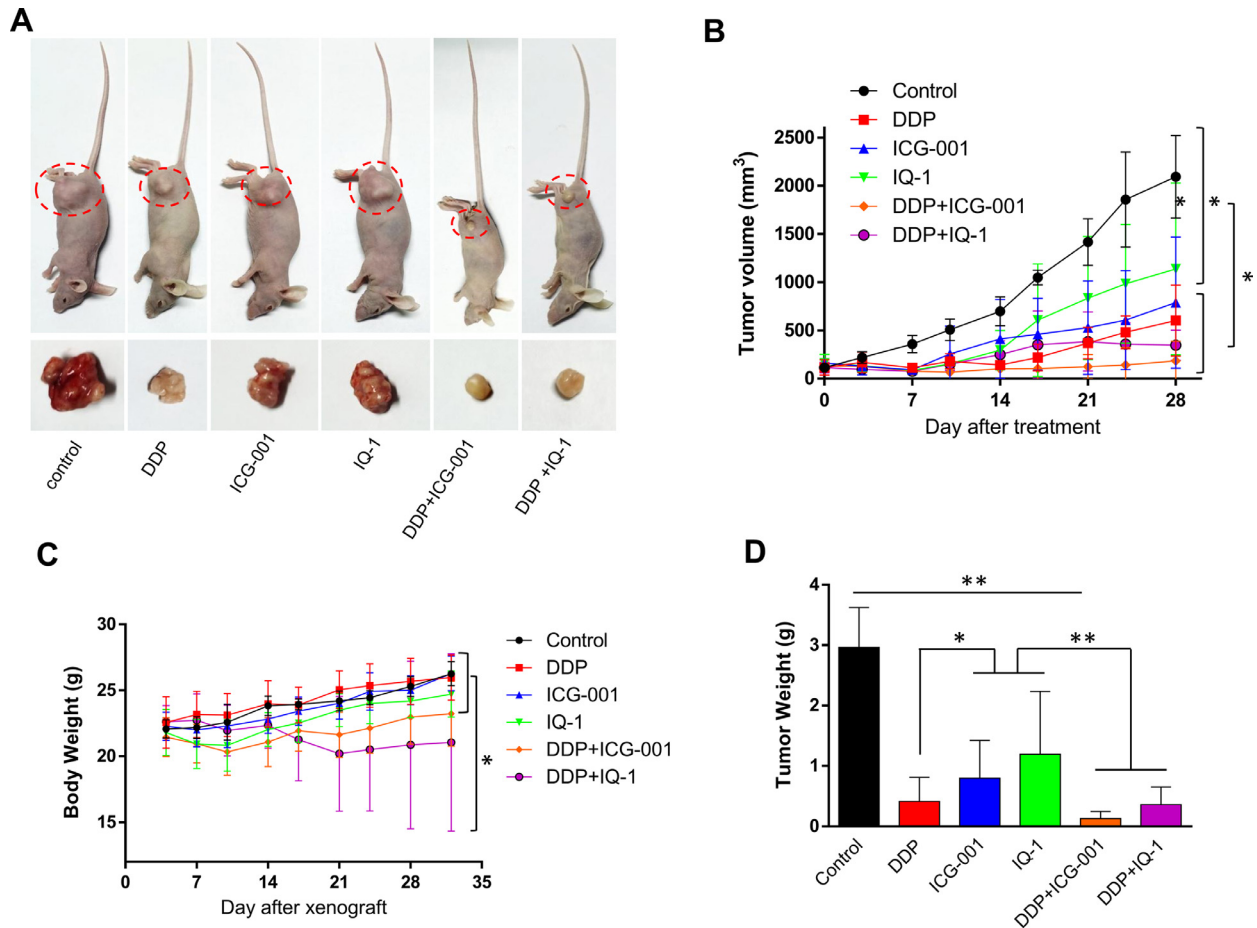 A
control
DDP
ICG-001
IQ-1
DDP+ICG-001
DDP +IQ-1
B
Control
DDP
ICG-001
IQ-1
DDP+ICG-001
DDP+IQ-1
Tumor volume (mm³)
2500
2000
1500
1000
500
0
0 7 14 21 28
Day after treatment
*
*
*
C
Body Weight (g)
30
25
20
15
0 7 14 21 28 35
Day after xenograft
Control
DDP
ICG-001
IQ-1
DDP+ICG-001
DDP+IQ-1
*
D
Tumor Weight (g)
4
3
2
1
0
**
*
**
Control
DDP
ICG-001
IQ-1
DDP+ICG-001
DDP+IQ-1